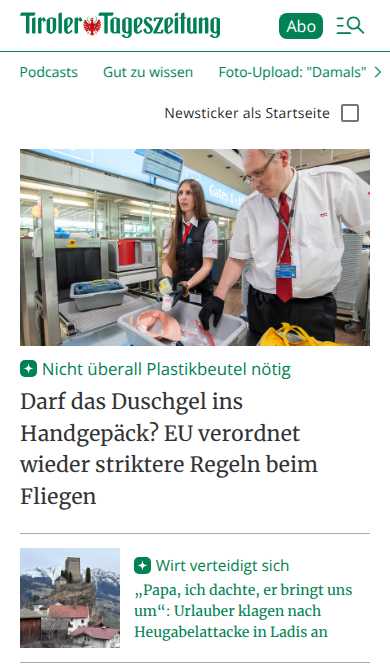 Tiroler Tageszeitung
Abo
Podcasts Gut zu wissen Foto-Upload: "Damals"
Newsticker als Startseite
Nicht überall Plastikbeutel nötig
Darf das Duschgel ins
Handgepäck? EU verordnet
wieder striktere Regeln beim
Fliegen
Wirt verteidigt sich
„Papa, ich dachte, er bringt uns
um“: Urlauber klagen nach
Heugabelattacke in Ladis an